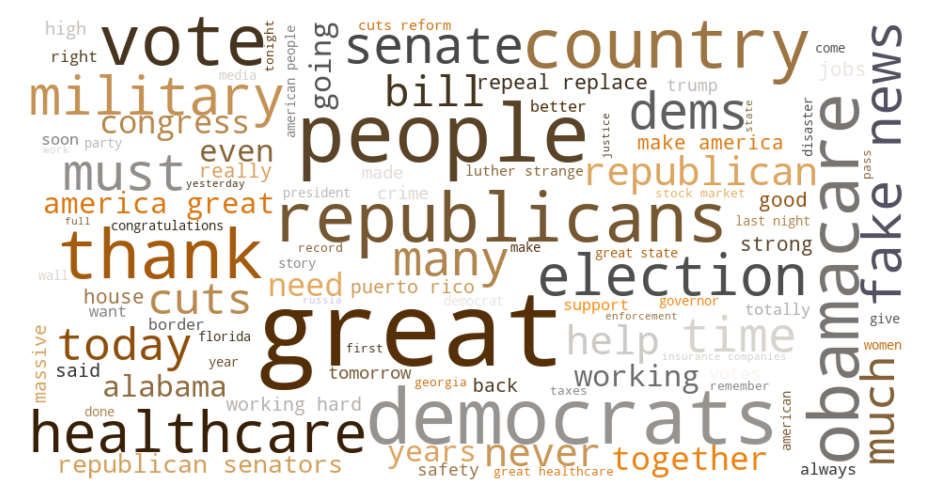 high
vote
tonight
american people
going
cuts reform
senate
country
come
fake news
right
media
military
congress
bill
repeal replace
better
trump
dems
state
jobs
disaster
obamacare
soon
party
work
even
people
justice
make america
pass
must
really
yesterday
made
luther strange
republican
america great
president
crime
stock market
good
full
congratulations
republicans
last night
thank
record
make
great state
strong
story
many
election
wall
house
cuts
need
puerto rico
want
russia
democrat
support
governor
totally
give
border
enforcement
today
florida
great
first
help
time
women
massive
said
year
tomorrow
insurance companies
much
alabama
georgia
back
working
votes
remember
taxes
done
working hard
democrats
american
healthcare
years
never
together
republican senators
safety
great healthcare
always